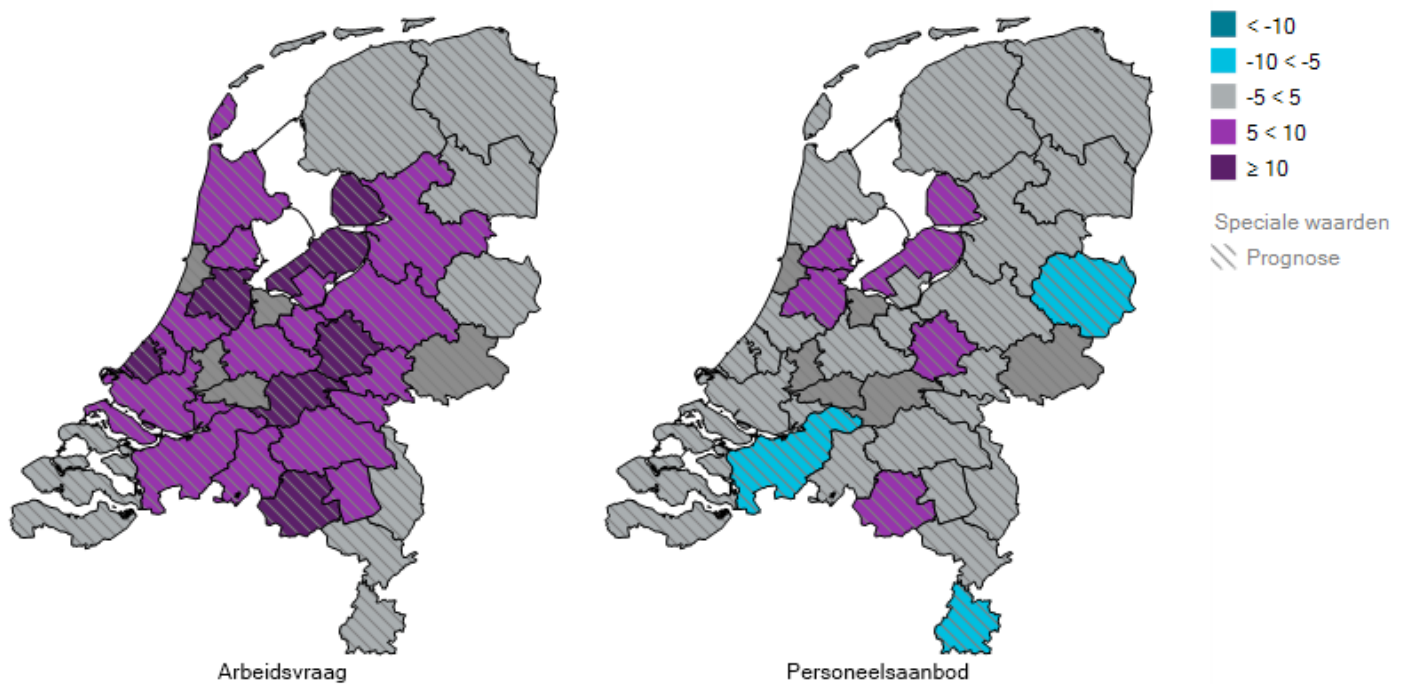 < -10
-10 < -5
-5 < 5
5 < 10
≥ 10
Speciale waarden
Prognose
Arbeidsvraag
Personeelsaanbod